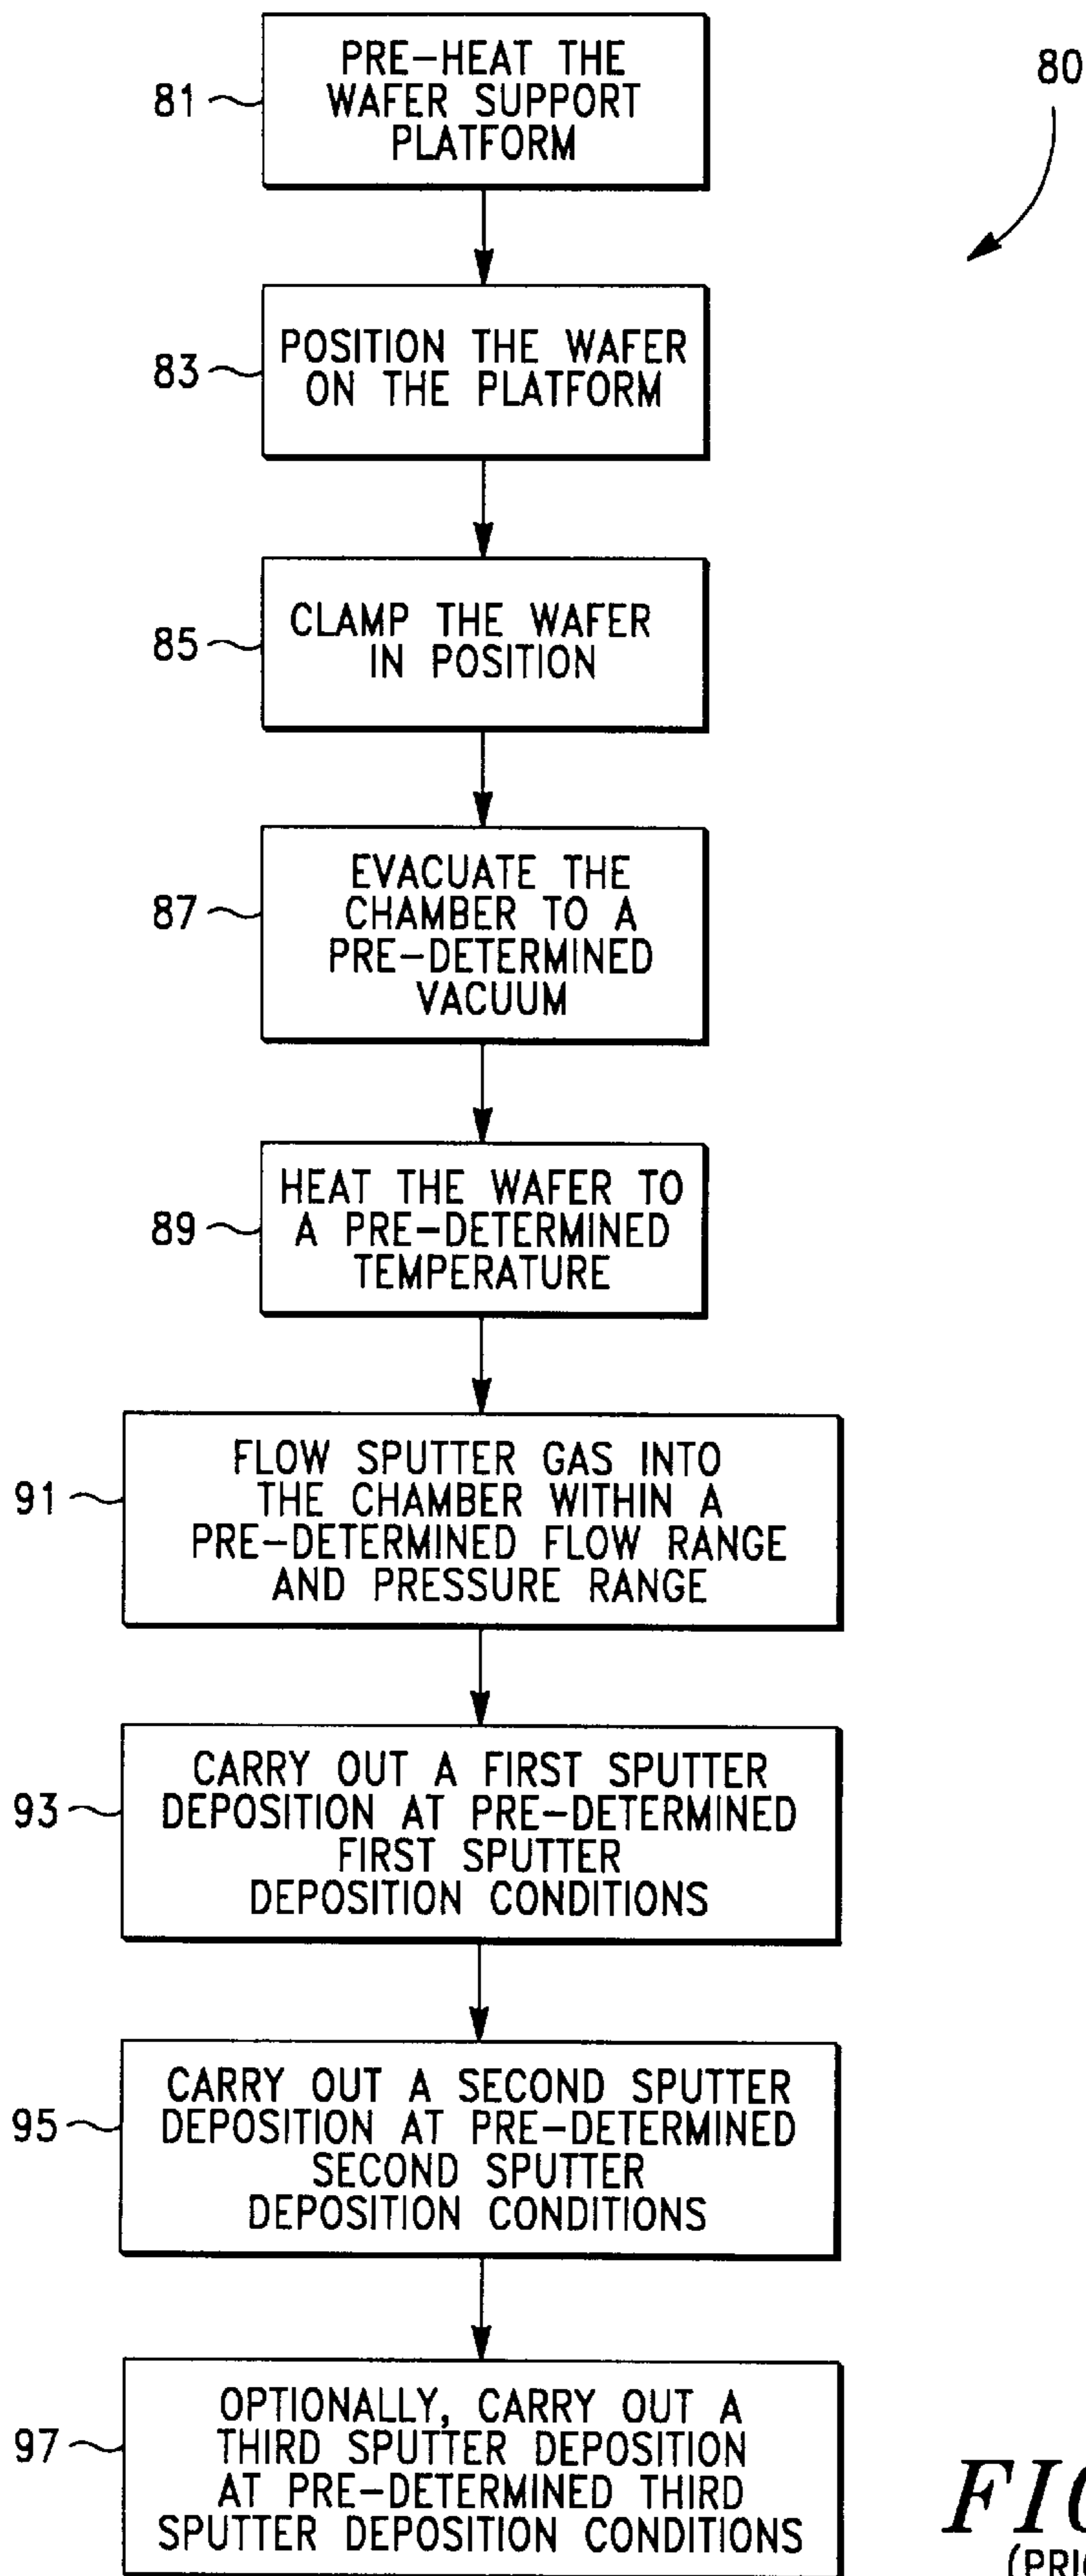 80
81
PRE-HEAT THE
WAFER SUPPORT
PLATFORM
83
POSITION THE WAFER
ON THE PLATFORM
85
CLAMP THE WAFER
IN POSITION
87
EVACUATE THE
CHAMBER TO A
PRE-DETERMINED
VACUUM
89
HEAT THE WAFER TO
A PRE-DETERMINED
TEMPERATURE
91
FLOW SPUTTER GAS INTO
THE CHAMBER WITHIN A
PRE-DETERMINED FLOW RANGE
AND PRESSURE RANGE
93
CARRY OUT A FIRST SPUTTER
DEPOSITION AT PRE-DETERMINED
FIRST SPUTTER
DEPOSITION CONDITIONS
95
CARRY OUT A SECOND SPUTTER
DEPOSITION AT PRE-DETERMINED
SECOND SPUTTER
DEPOSITION CONDITIONS
97
OPTIONALLY, CARRY OUT A
THIRD SPUTTER DEPOSITION
AT PRE-DETERMINED THIRD
SPUTTER DEPOSITION CONDITIONS